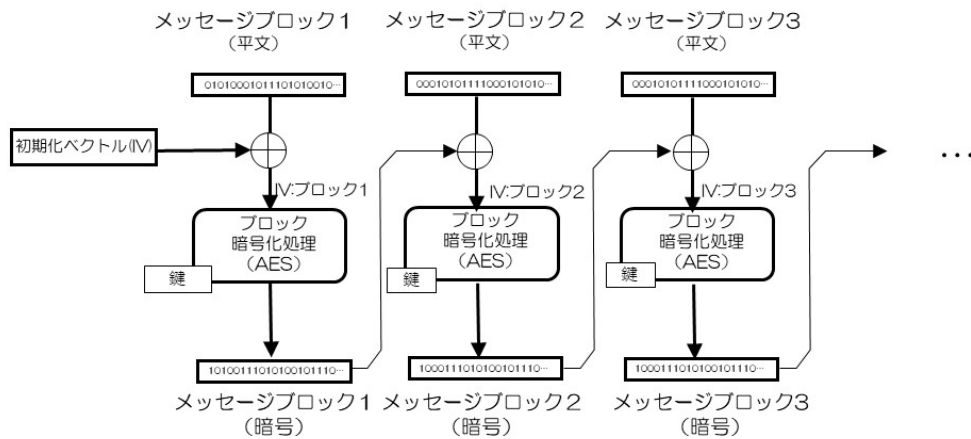 メッセージブロック1
(平文)
メッセージブロック2
(平文)
メッセージブロック3
(平文)
0101000101110101010010…
0001010111100010101010…
0001010111100010101010…
初期化ベクトル(IV)
…
IV:ブロック1
IV:ブロック2
IV:ブロック3
ブロック
暗号化処理
(AES)
鍵
ブロック
暗号化処理
(AES)
鍵
ブロック
暗号化処理
(AES)
鍵
10100111010100101110…
1000111010100101110…
1000111010100101110…
メッセージブロック1
(暗号)
メッセージブロック2
(暗号)
メッセージブロック3
(暗号)